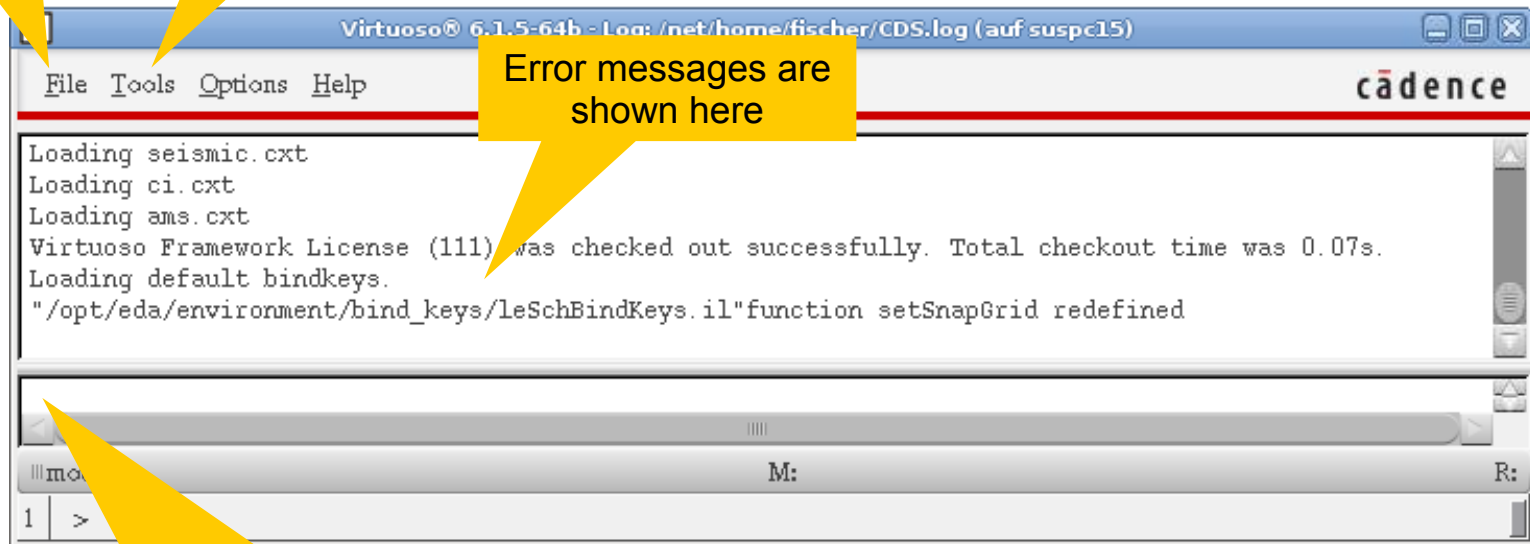 Virtuoso® 6.1.5-64b - Log: /net/home/fischer/CDS.log (auf suspc15)
File Tools Options Help
cādence
Error messages are
shown here
Loading seismic.cxt
Loading ci.cxt
Loading ams.cxt
Virtuoso Framework License (111) was checked out successfully. Total checkout time was 0.07s.
Loading default bindkeys.
"/opt/eda/environment/bind_keys/leSchBindKeys.il"function setSnapGrid redefined
M: R:
1 >